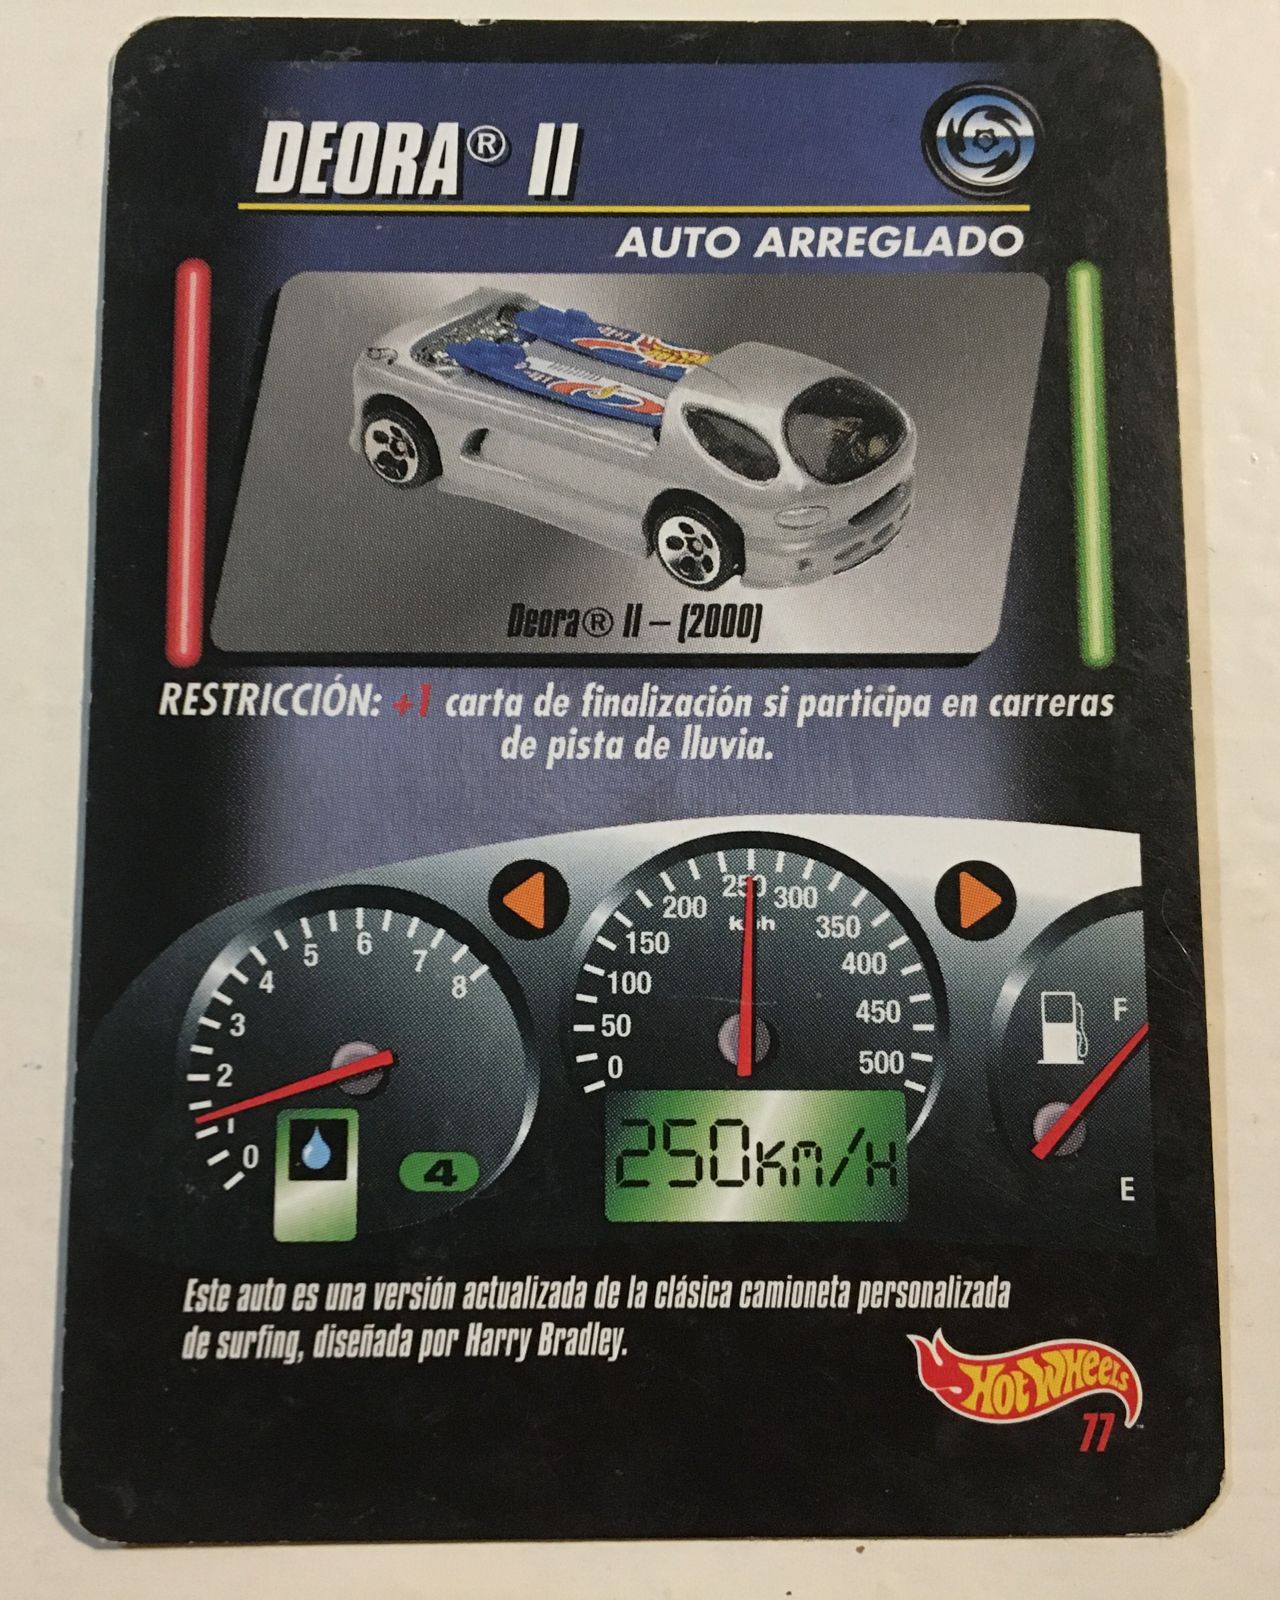 DEORA® II
AUTO ARREGLADO
Deora® II – (2000)
RESTRICCIÓN: +1 carta de finalización si participa en carreras
de pista de lluvia.
0
1
2
3
4
5
6
7
8
4
0
50
100
150
200
250
300
350
400
450
500
kph
250KM/H
F
E
Este auto es una versión actualizada de la clásica camioneta personalizada
de surfing, diseñada por Harry Bradley.
HOT WHEELS
77